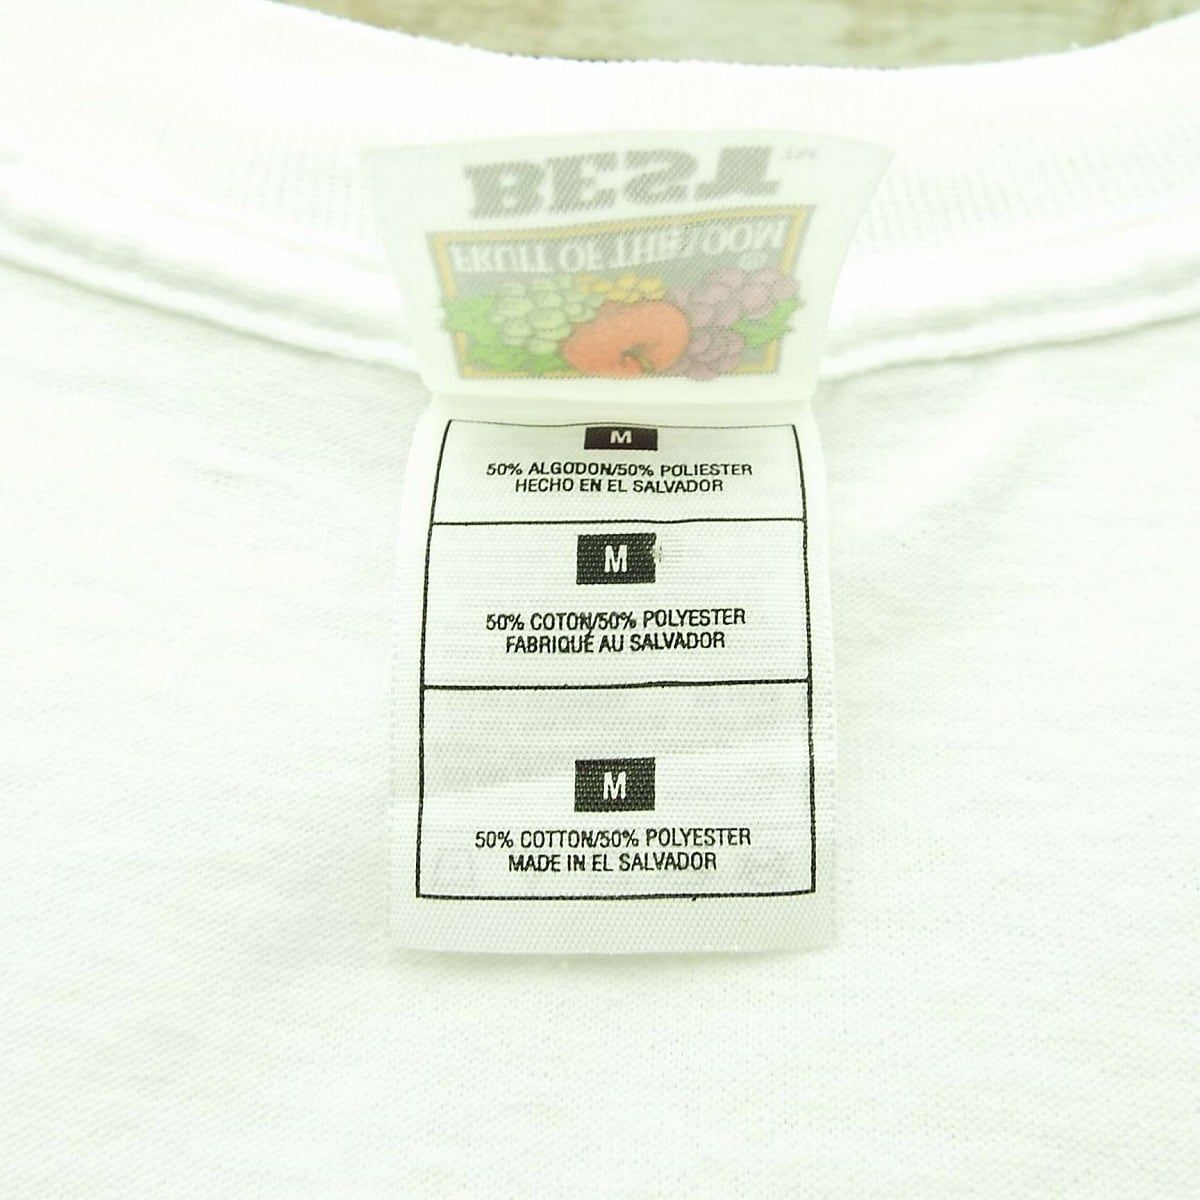 BEST TM
FRUIT OF THE LOOM
®
M
50% ALGODON/50% POLIESTER
HECHO EN EL SALVADOR
M
50% COTON/50% POLYESTER
FABRIQUÉ AU SALVADOR
M
50% COTTON/50% POLYESTER
MADE IN EL SALVADOR